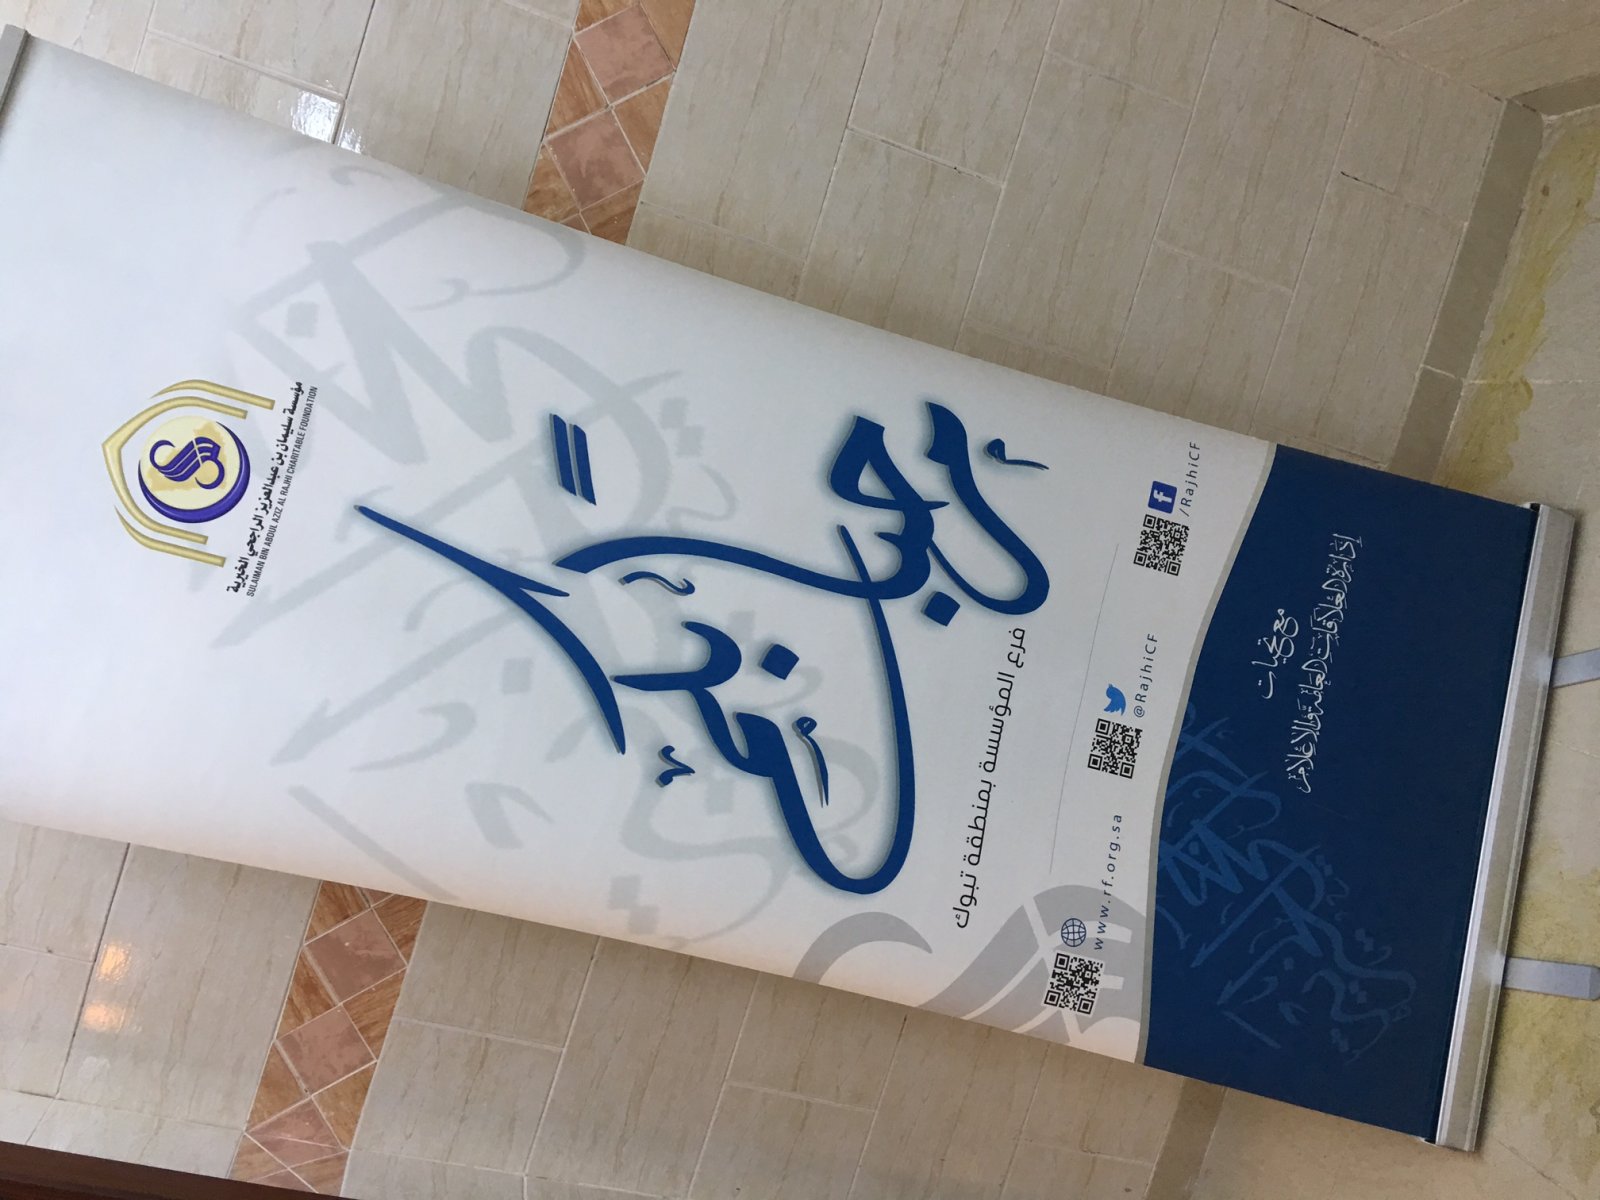 مؤسسة سليمان بن عبدالعزيز الراجحي الخيرية
SULAIMAN BIN ABDUL AZIZ AL RAJHI CHARITABLE FOUNDATION
مرحباً بكم
فرع المؤسسة بمنطقة تبوك
www.rf.org.sa
@RajhiCF
/RajhiCF
مع تحيات
إدارة العلاقات العامة والإعلام